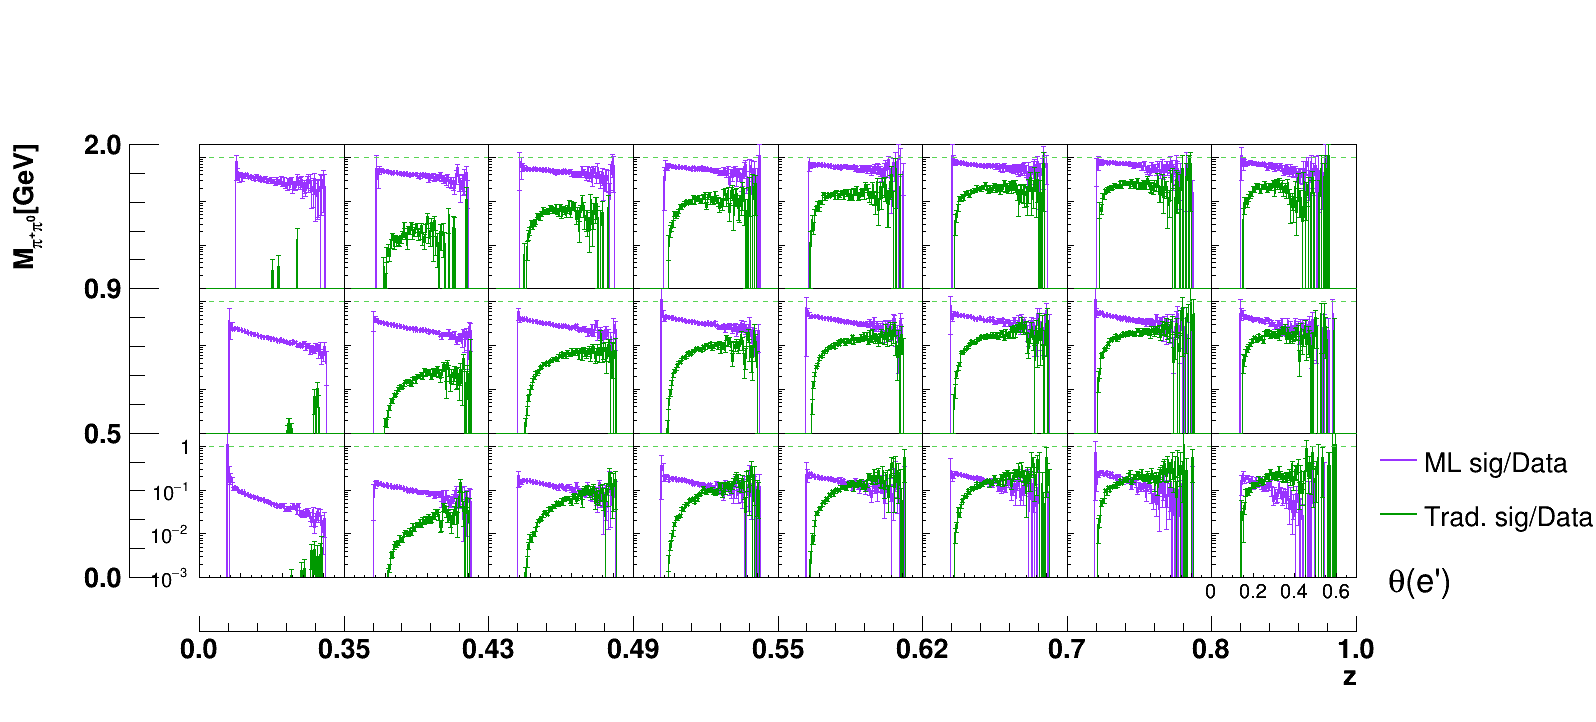 M_{π⁺π⁰}[GeV]
2.0
0.9
0.5
0.0
1
10⁻¹
10⁻²
10⁻³
ML sig/Data
Trad. sig/Data
0 0.2 0.4 0.6
θ(e')
0.0 0.35 0.43 0.49 0.55 0.62 0.7 0.8 1.0
z